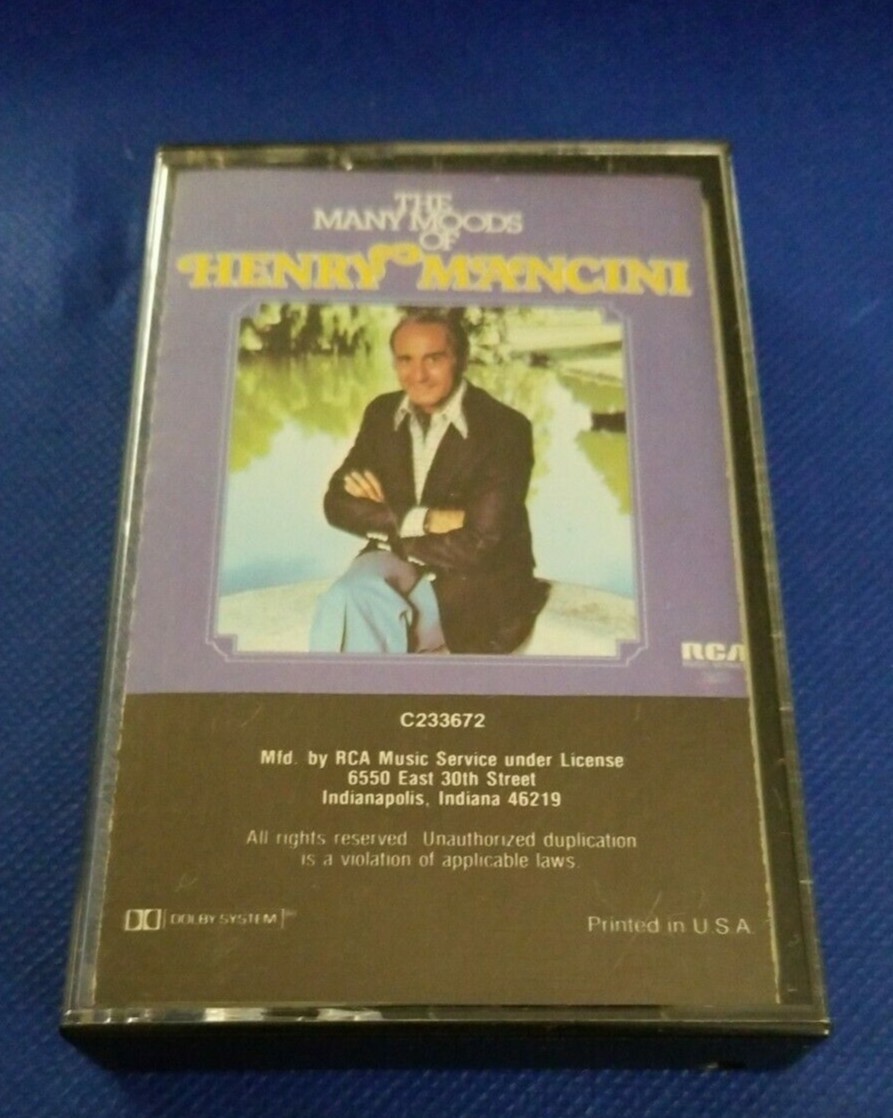 THE
MANY MOODS
OF
HENRY MANCINI
RCA
C233672
Mfd. by RCA Music Service under License
6550 East 30th Street
Indianapolis, Indiana 46219
All rights reserved. Unauthorized duplication
is a violation of applicable laws.
DOLBY SYSTEM
Printed in U.S.A.